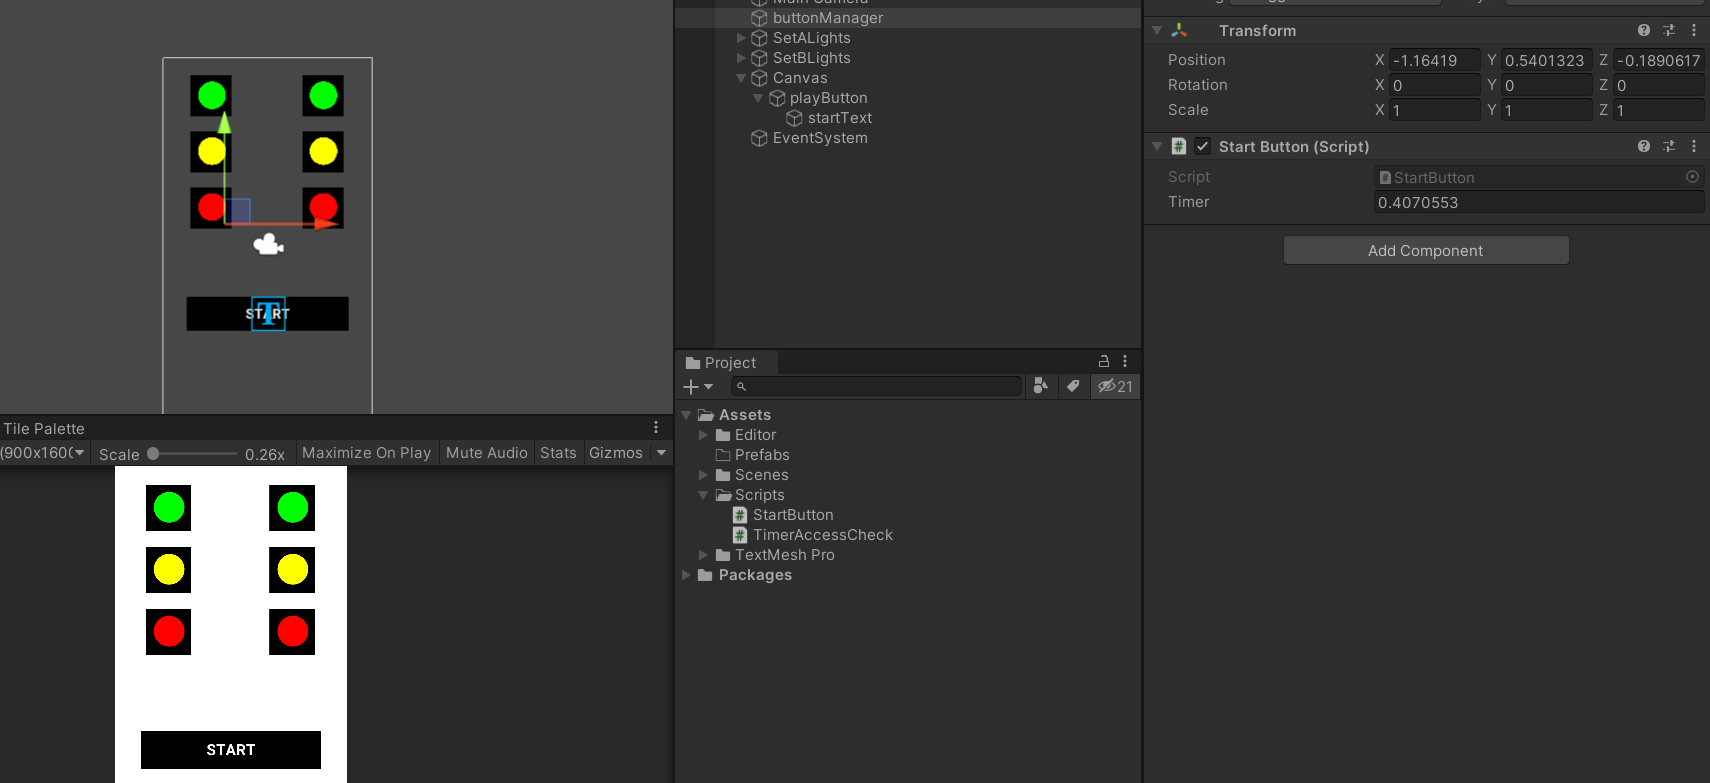 Main Camera
buttonManager
SetALights
SetBLights
Canvas
playButton
startText
EventSystem
START
Transform
Position X -1.16419 Y 0.5401323 Z -0.1890617
Rotation X 0 Y 0 Z 0
Scale X 1 Y 1 Z 1
# Start Button (Script)
Script # StartButton
Timer 0.4070553
Add Component
Project
21
Assets
Editor
Prefabs
Scenes
Scripts
# StartButton
# TimerAccessCheck
TextMesh Pro
Packages
Tile Palette
Scale 0.26x Maximize On Play Mute Audio Stats Gizmos
START